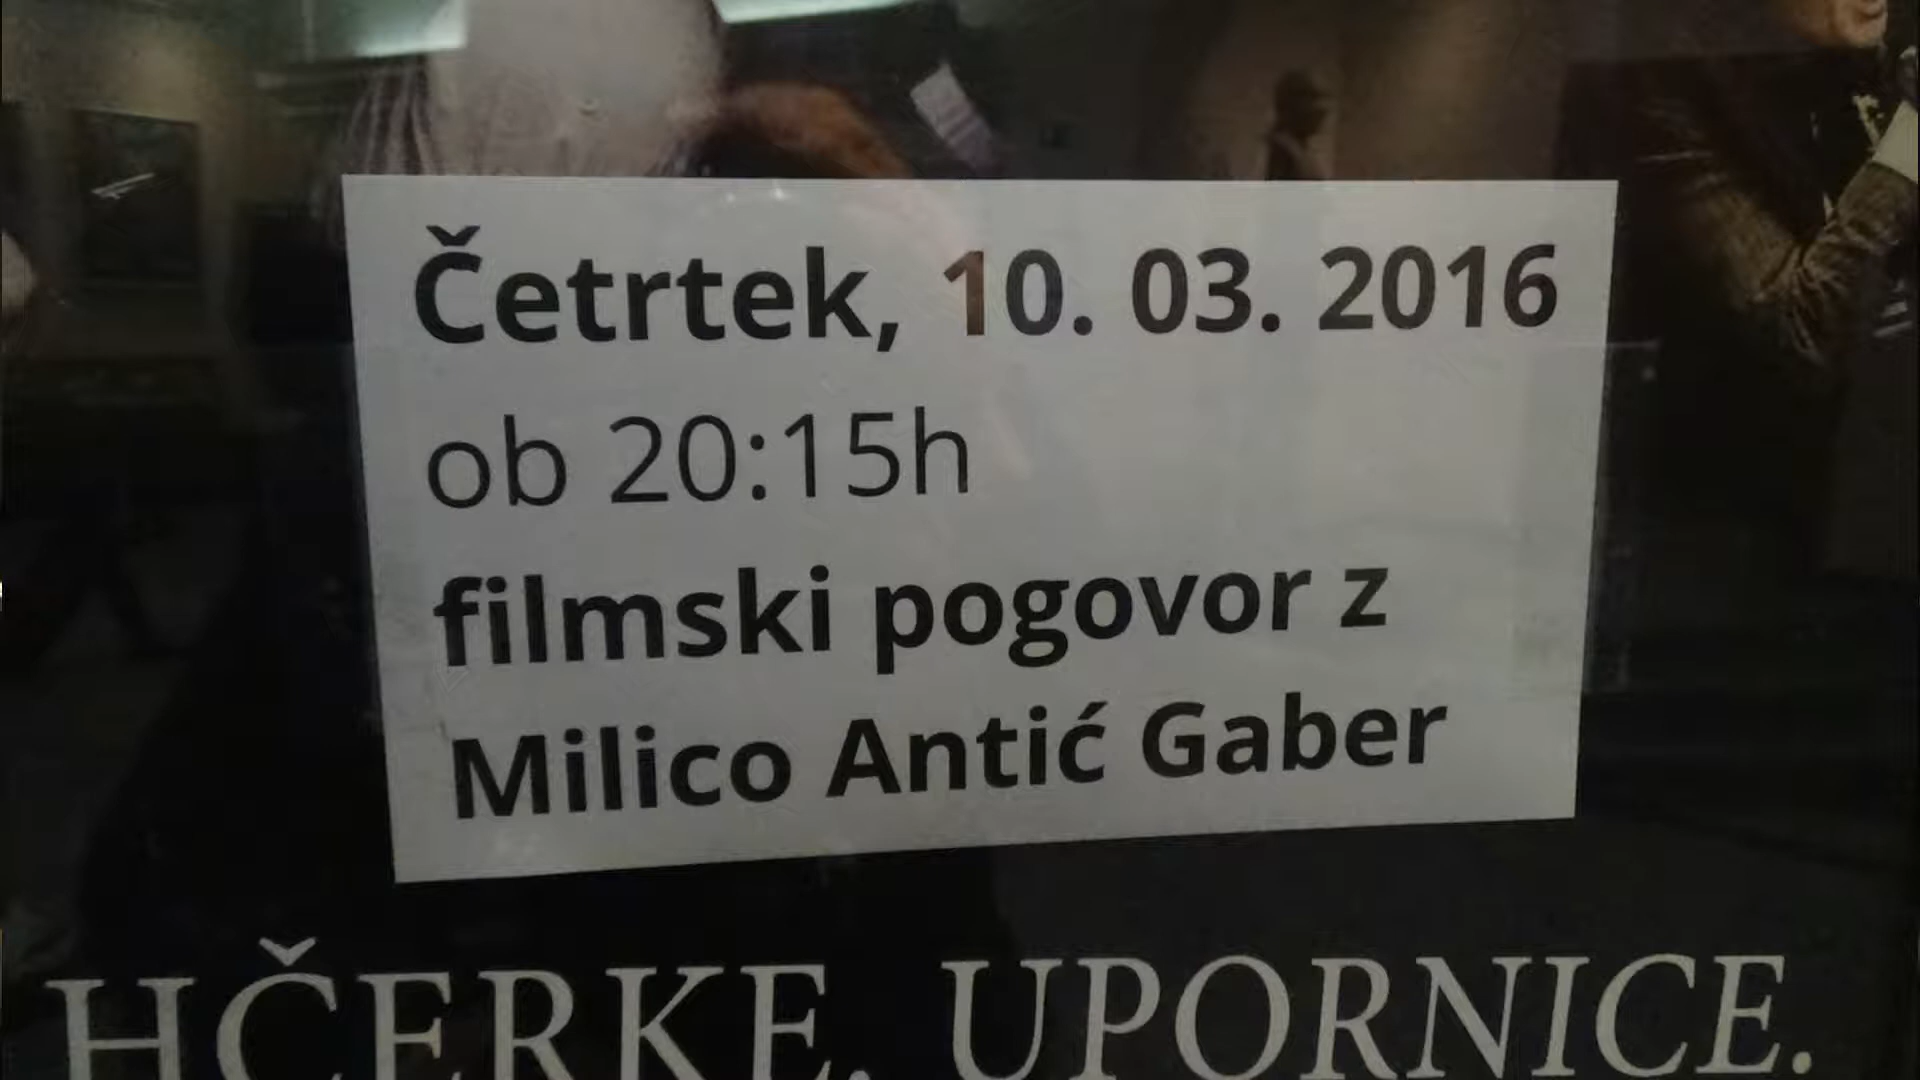 Četrtek, 10. 03. 2016
ob 20:15h
filmski pogovor z
Milico Antić Gaber
HČERKE. UPORNICE.